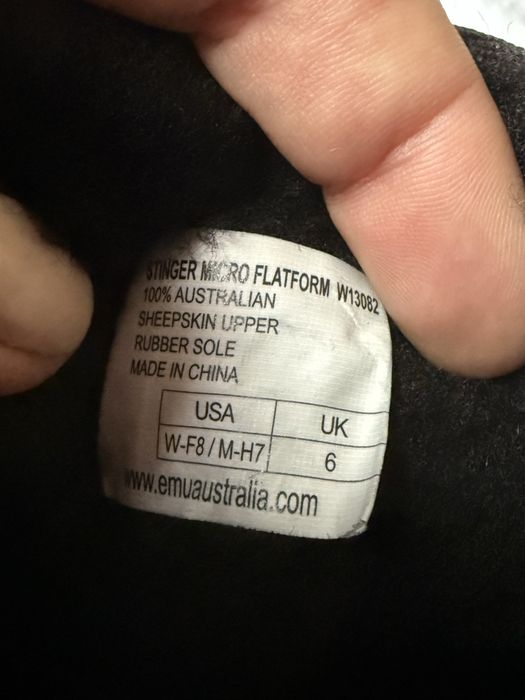 STINGER MICRO FLATFORM W13082
100% AUSTRALIAN
SHEEPSKIN UPPER
RUBBER SOLE
MADE IN CHINA
USA UK
W-F8 / M-H7 6
www.emuaustralia.com